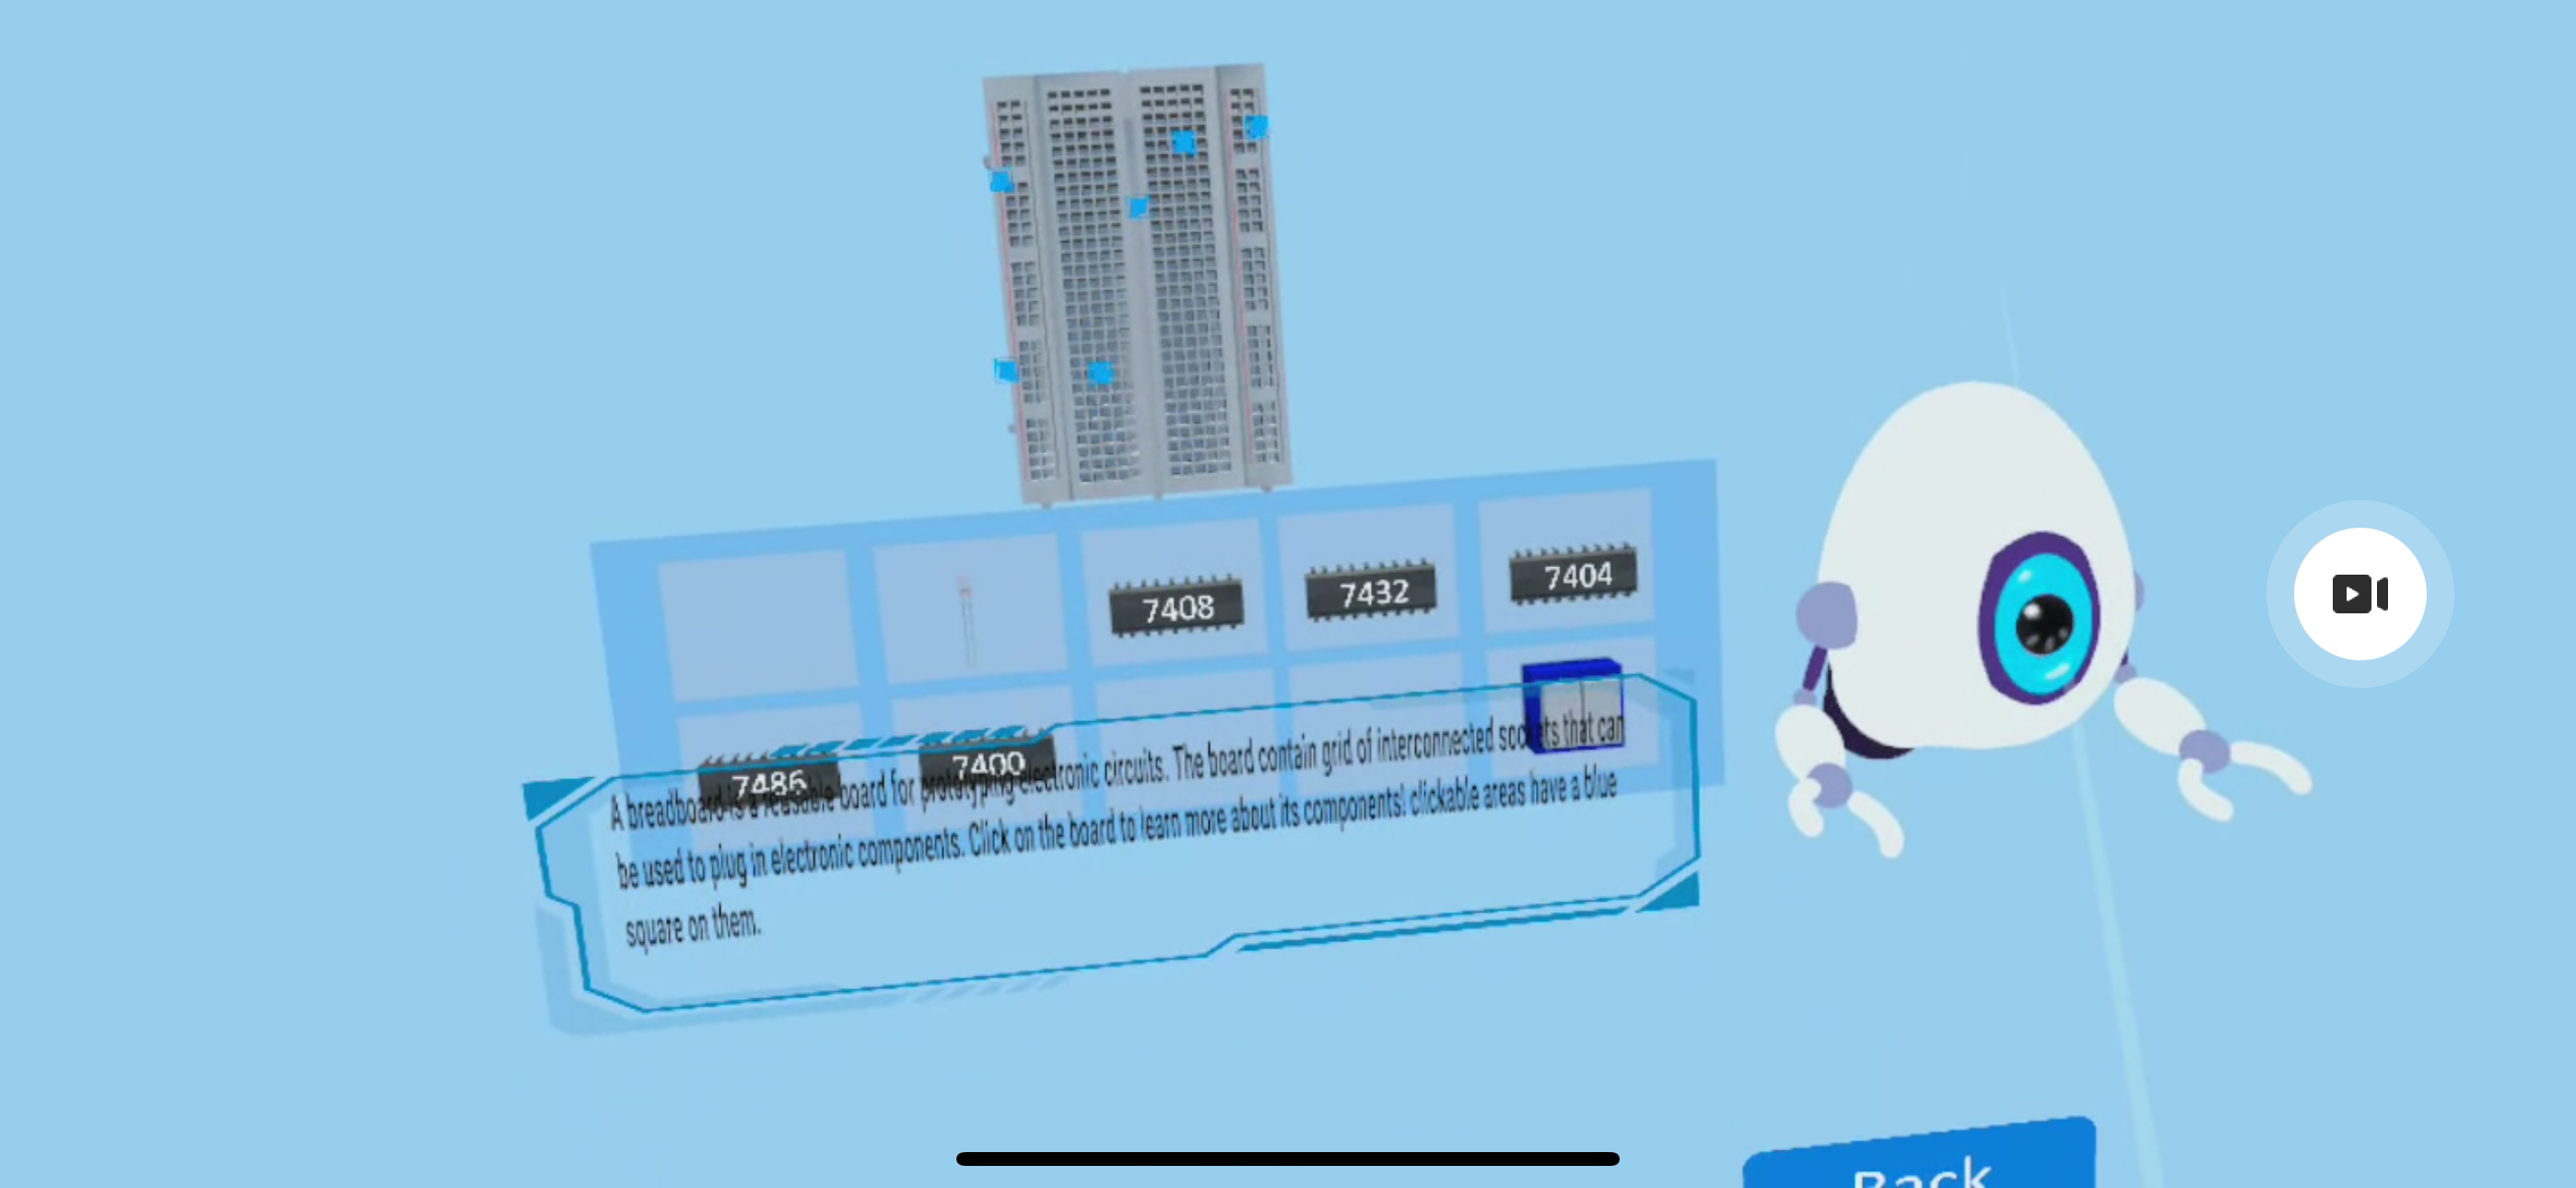 7408
7432
7404
7486
7400
A breadboard is a reusable board for prototyping electronic circuits. The board contain grid of interconnected sockets that can
be used to plug in electronic components. Click on the board to learn more about its components! clickable areas have a blue
square on them.
Back